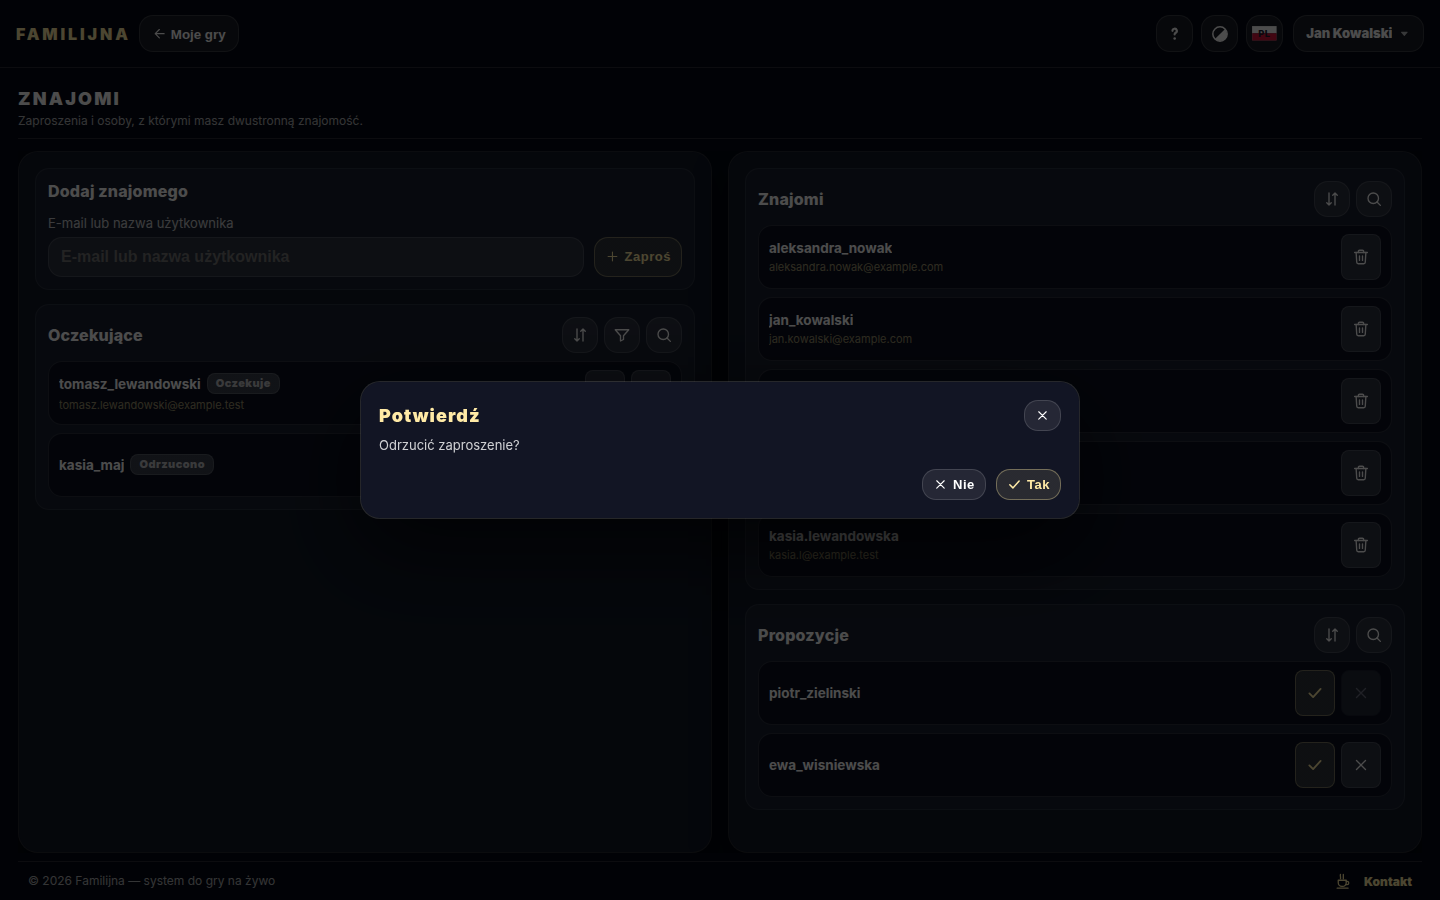 FAMILIJNA
Moje gry
?
PL
Jan Kowalski
ZNAJOMI
Zaproszenia i osoby, z którymi masz dwustronną znajomość.
Dodaj znajomego
E-mail lub nazwa użytkownika
E-mail lub nazwa użytkownika
Zaproś
Oczekujące
tomasz_lewandowski Oczekuje
tomasz.lewandowski@example.test
kasia_maj Odrzucono
Potwierdź
Odrzucić zaproszenie?
Nie
Tak
Znajomi
aleksandra_nowak
aleksandra.nowak@example.com
jan_kowalski
jan.kowalski@example.com
kasia.lewandowska
kasia.l@example.test
Propozycje
piotr_zielinski
ewa_wisniewska
© 2026 Familijna — system do gry na żywo
Kontakt